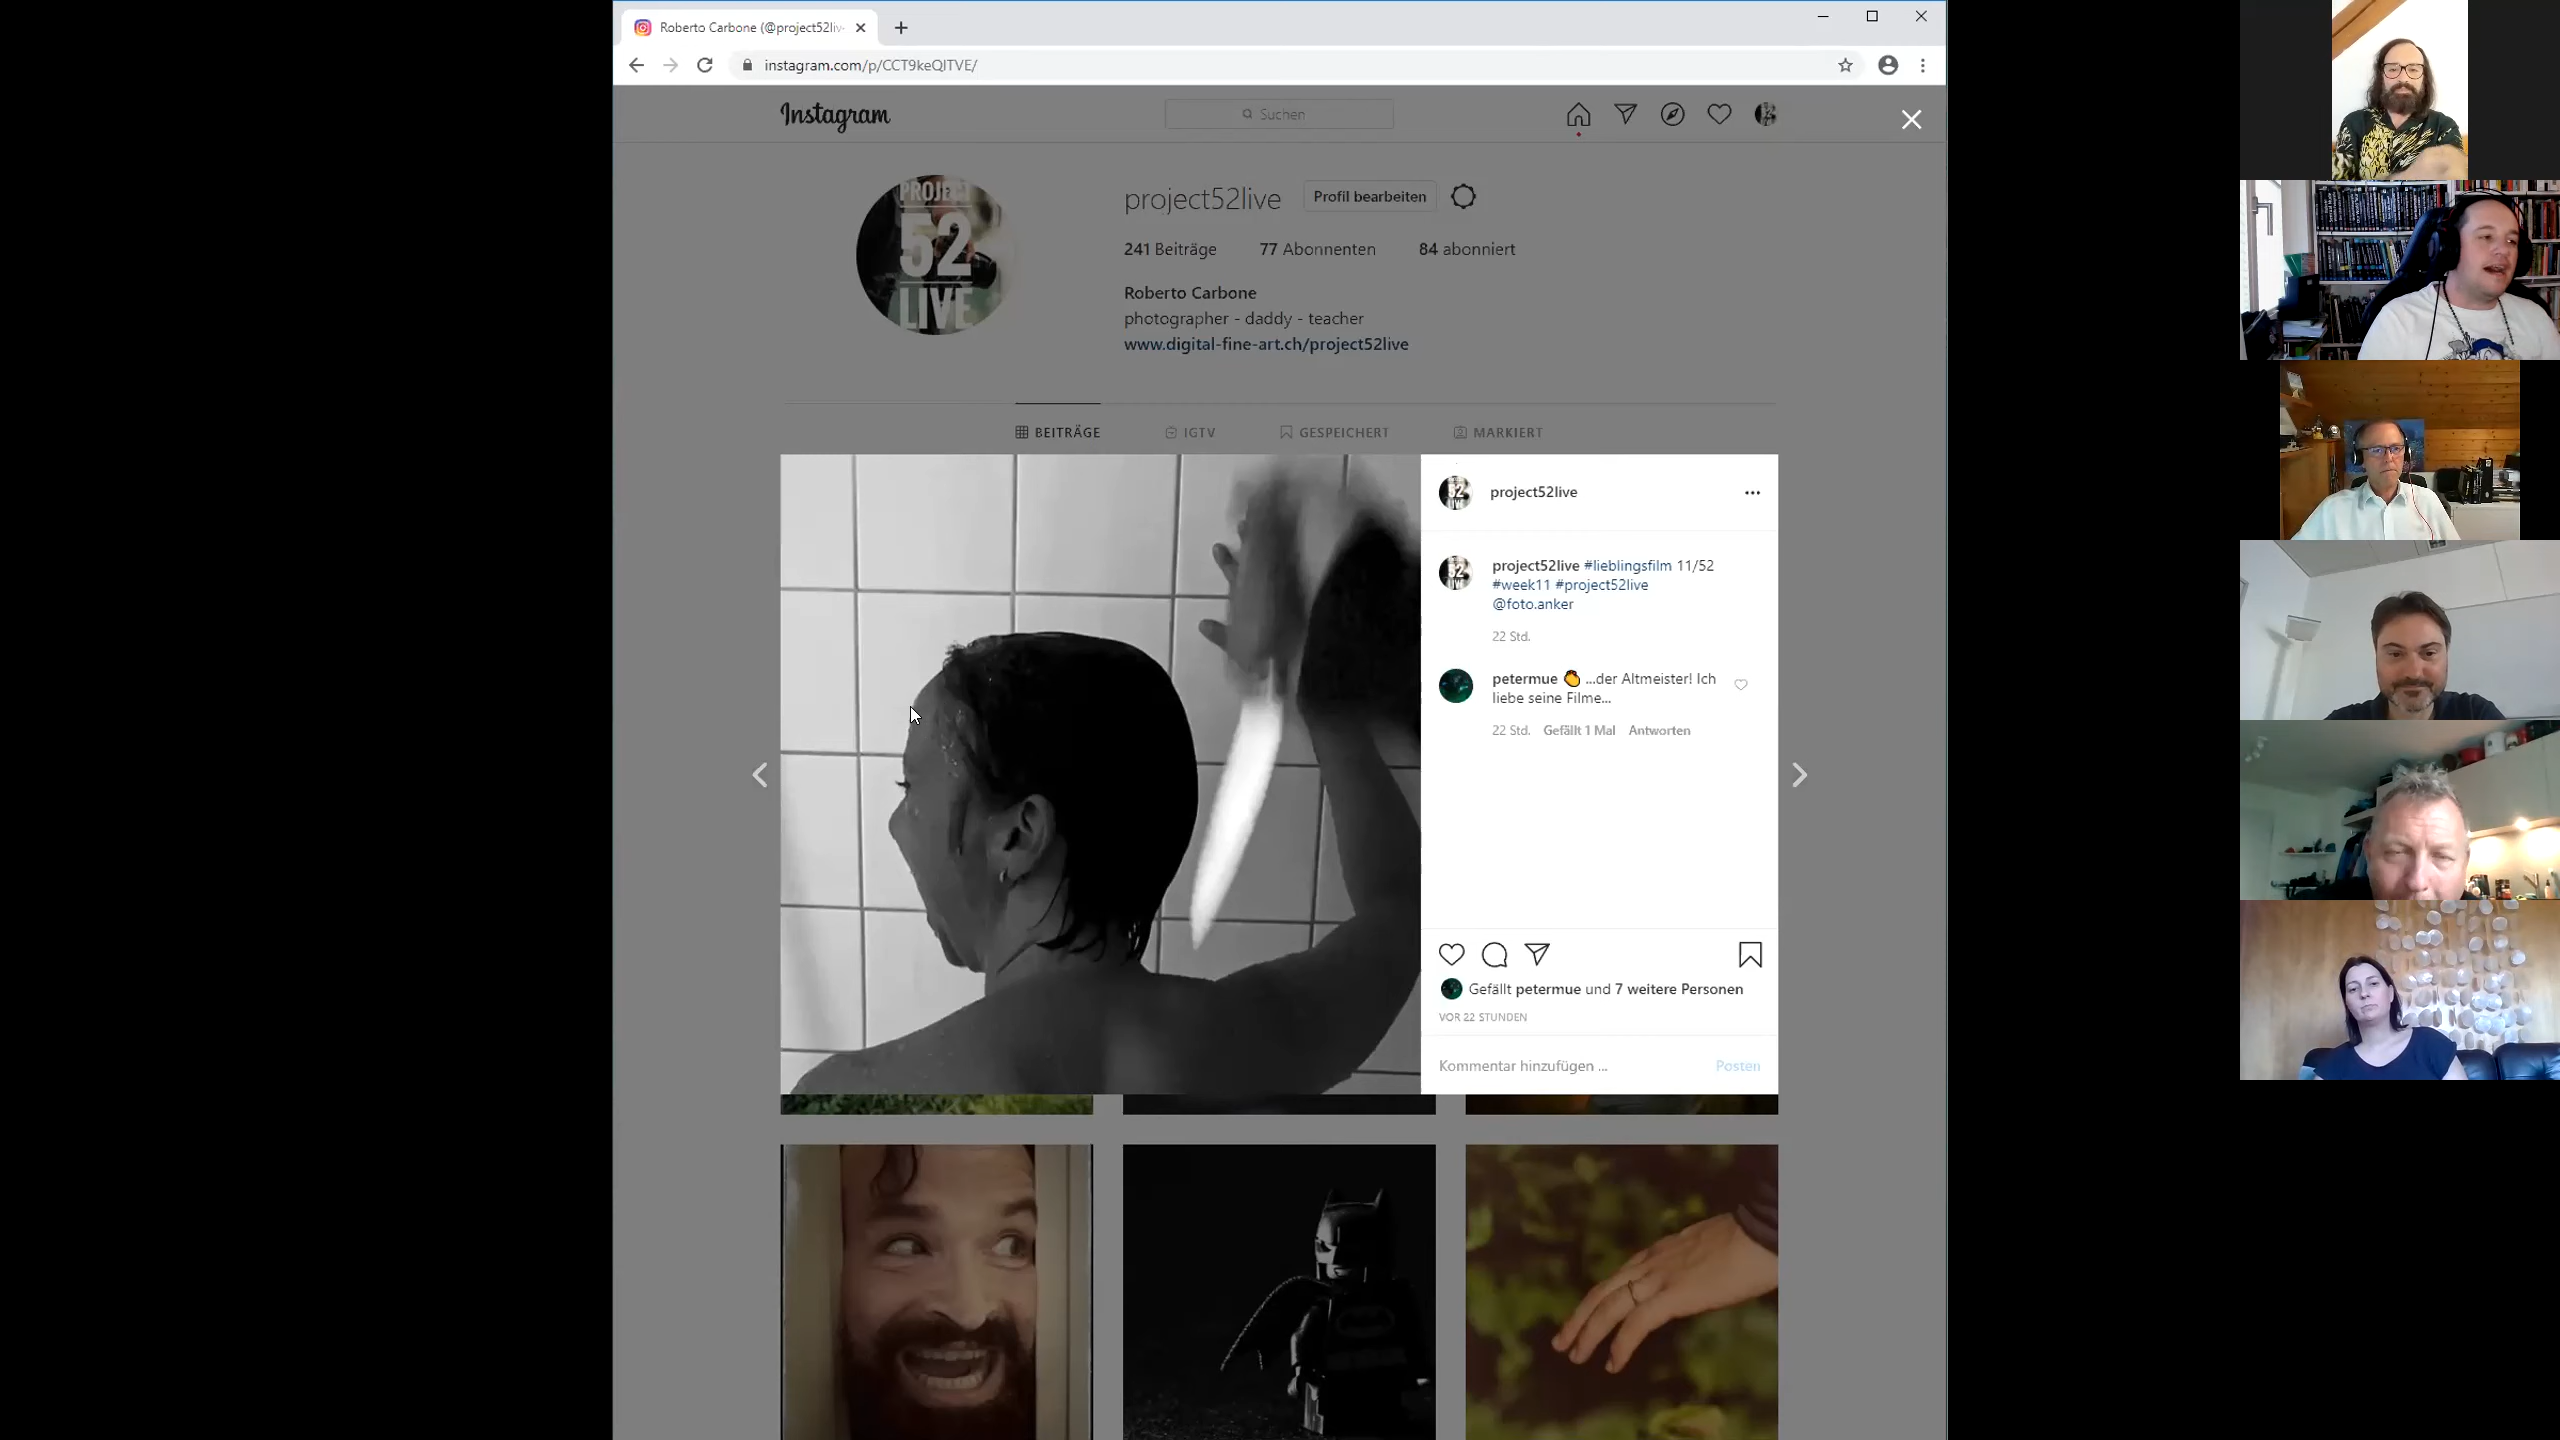 Roberto Carbone (@project52liv
instagram.com/p/CCT9keQITVE/
Instagram
Suchen
PROJECT
52
LIVE
project52live
Profil bearbeiten
241 Beiträge
77 Abonnenten
84 abonniert
Roberto Carbone
photographer - daddy - teacher
www.digital-fine-art.ch/project52live
BEITRÄGE
IGTV
GESPEICHERT
MARKIERT
project52live
project52live #lieblingsfilm 11/52
#week11 #project52live
@foto.anker
22 Std.
petermue 👏 ...der Altmeister! Ich
liebe seine Filme...
22 Std. Gefällt 1 Mal Antworten
Gefällt petermue und 7 weitere Personen
VOR 22 STUNDEN
Kommentar hinzufügen ...
Posten